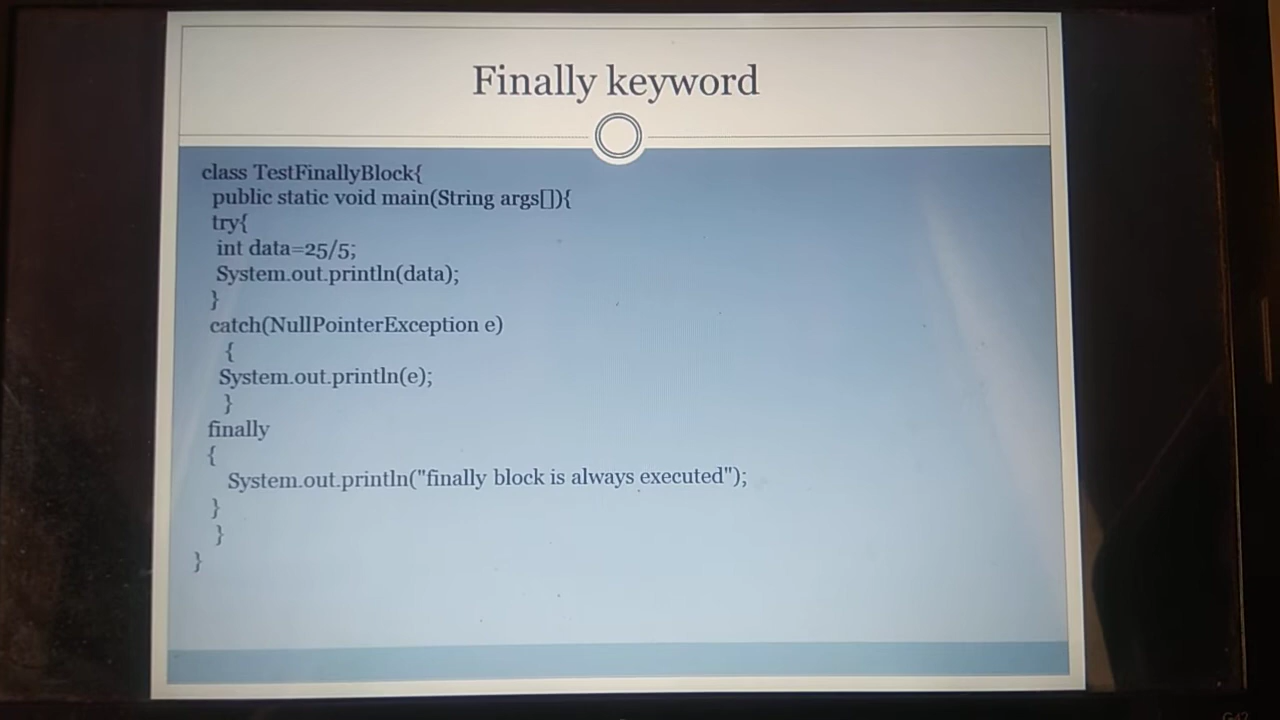 Finally keyword
class TestFinallyBlock{
public static void main(String args[]){
try{
int data=25/5;
System.out.println(data);
}
catch(NullPointerException e)
{
System.out.println(e);
}
finally
{
System.out.println("finally block is always executed");
}
}
}